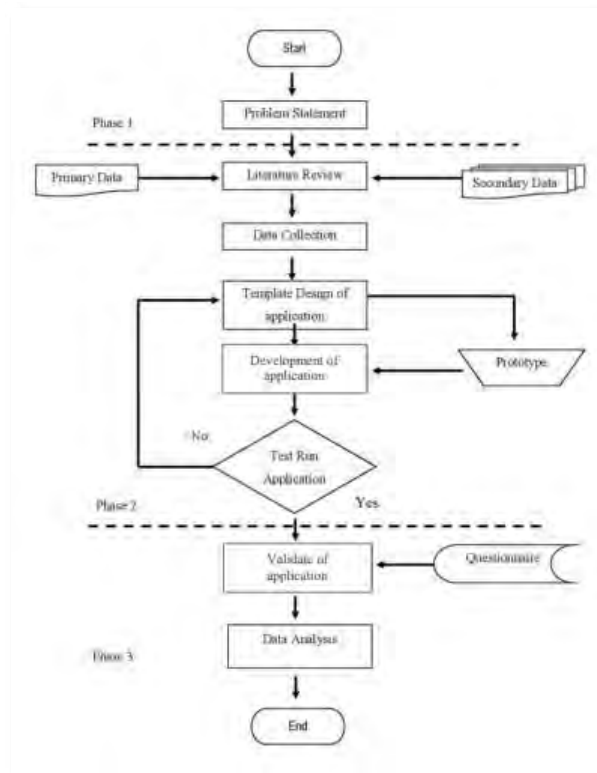 Start
Problem Statement
Phase 1
Primary Data
Literature Review
Secondary Data
Data Collection
Template Design of
application
Development of
application
Prototype
No
Test Run
Application
Yes
Phase 2
Validate of
application
Questionnaire
Data Analysis
Phase 3
End